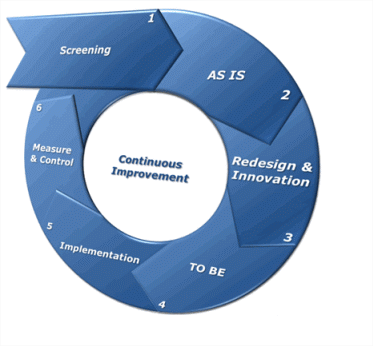 1
Screening
AS IS
2
Redesign &
Innovation
3
TO BE
4
Implementation
5
Measure
& Control
6
Continuous
Improvement